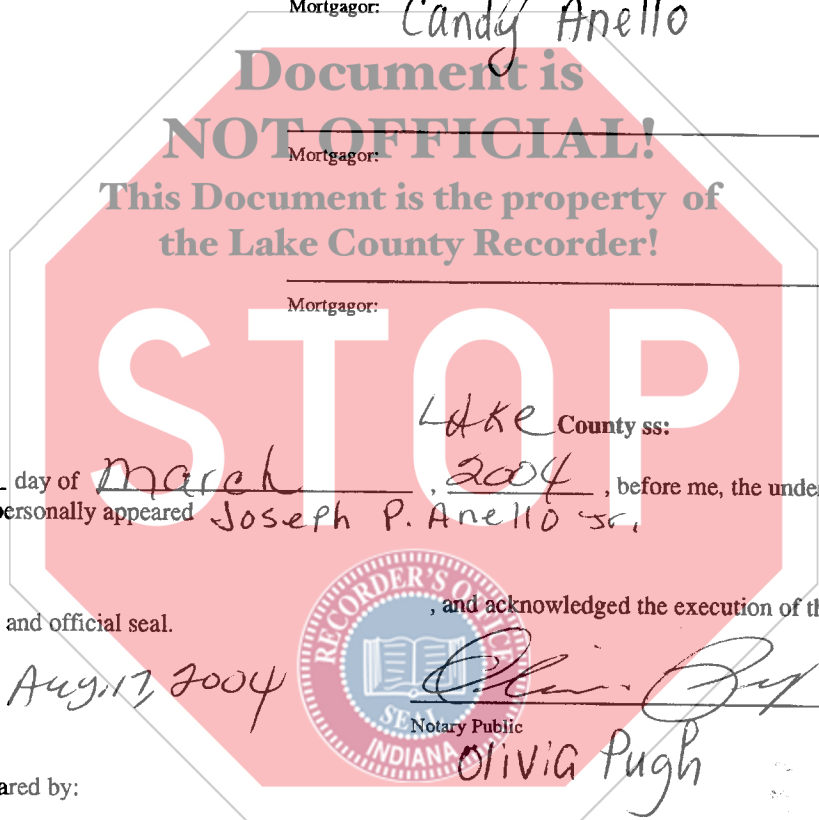 Mortgagor: Candy Anello
Document is
NOT OFFICIAL!
Mortgagor:
This Document is the property of
the Lake County Recorder!
Mortgagor:
STOP
LAKE County ss:
day of March, 2004, before me, the unde
ersonally appeared Joseph P. Anello Jr.
, and acknowledged the execution of th
and official seal.
Aug. 17, 2004
RECORDER'S OFFICE
SEAL
INDIANA
Notary Public
Olivia Pugh
ared by: